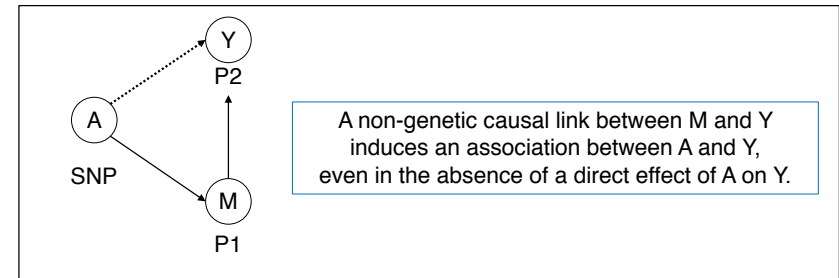 Y
P2
A
SNP
M
P1
A non-genetic causal link between M and Y
induces an association between A and Y,
even in the absence of a direct effect of A on Y.